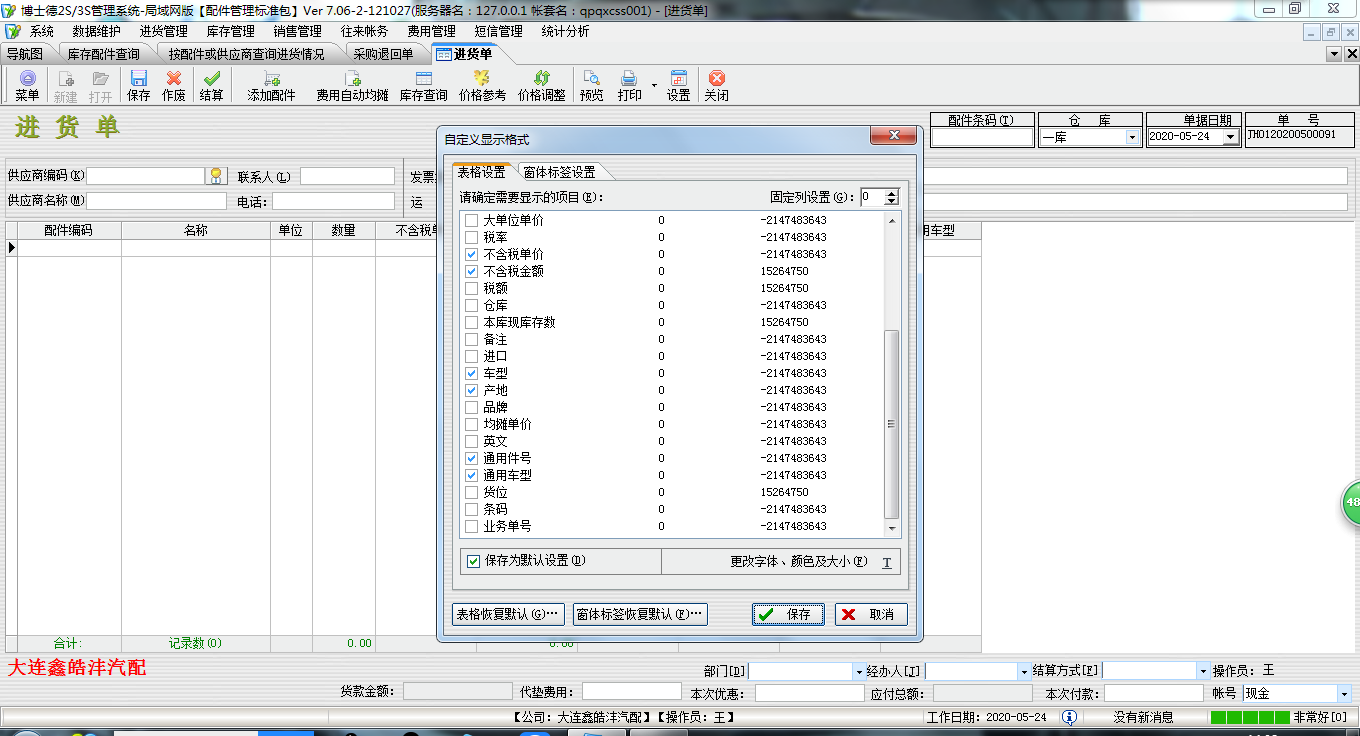 博士德2S/3S管理系统-局域网版【配件管理标准包】Ver 7.06-2-121027(服务器名：127.0.0.1 帐套名：qpqxcss001) - [进货单]
系统 数据维护 进货管理 库存管理 销售管理 往来帐务 费用管理 短信管理 统计分析
导航图 库存配件查询 按配件或供应商查询进货情况 采购退回单 进货单
菜单 新建 打开 保存 作废 结算 添加配件 费用自动均摊 库存查询 价格参考 价格调整 预览 打印 设置 关闭
进 货 单
配件条码(T) 仓 库 单据日期 单 号
一库 2020-05-24 JH0120200500091
供应商编码(K) 联系人(L) 发票
供应商名称(M) 电话: 运
配件编码 名称 单位 数量 不含税单 用车型
自定义显示格式
表格设置 窗体标签设置
请确定需要显示的项目(E): 固定列设置(G): 0
大单位单价 0 -2147483643
税率 0 -2147483643
不含税单价 0 -2147483643
不含税金额 0 15264750
税额 0 15264750
仓库 0 -2147483643
本库现库存数 0 15264750
备注 0 -2147483643
进口 0 -2147483643
车型 0 -2147483643
产地 0 -2147483643
品牌 0 -2147483643
均摊单价 0 -2147483643
英文 0 -2147483643
通用件号 0 -2147483643
通用车型 0 -2147483643
货位 0 15264750
条码 0 -2147483643
业务单号 0 -2147483643
保存为默认设置(D) 更改字体、颜色及大小(F) T
表格恢复默认(G)… 窗体标签恢复默认(F)… 保存 取消
合计: 记录数(0) 0.00 0.00
大连鑫皓沣汽配
部门[D] 经办人[J] 结算方式[F] 操作员: 王
货款金额: 代垫费用: 本次优惠: 应付总额: 本次付款: 帐号 现金
【公司：大连鑫皓沣汽配】【操作员：王】 工作日期: 2020-05-24 没有新消息 非常好[0]
48